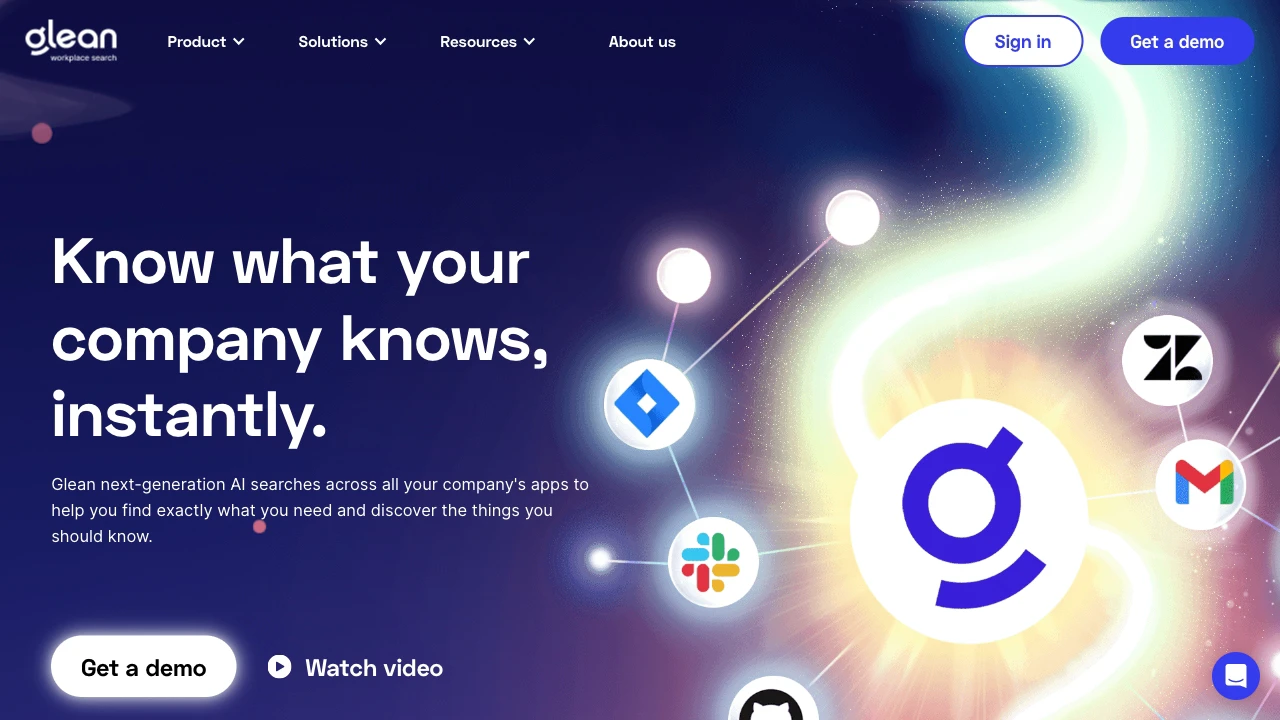 glean
workplace search
Product
Solutions
Resources
About us
Sign in
Get a demo
Know what your
company knows,
instantly.
Glean next-generation AI searches across all your company's apps to
help you find exactly what you need and discover the things you
should know.
Get a demo
Watch video